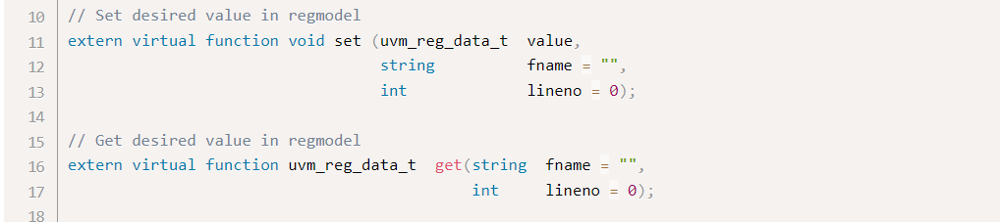 10 // Set desired value in regmodel
11 extern virtual function void set (uvm_reg_data_t  value,
12                                   string          fname = "",
13                                   int             lineno = 0);
14
15 // Get desired value in regmodel
16 extern virtual function uvm_reg_data_t  get(string  fname = "",
17                                             int     lineno = 0);
18